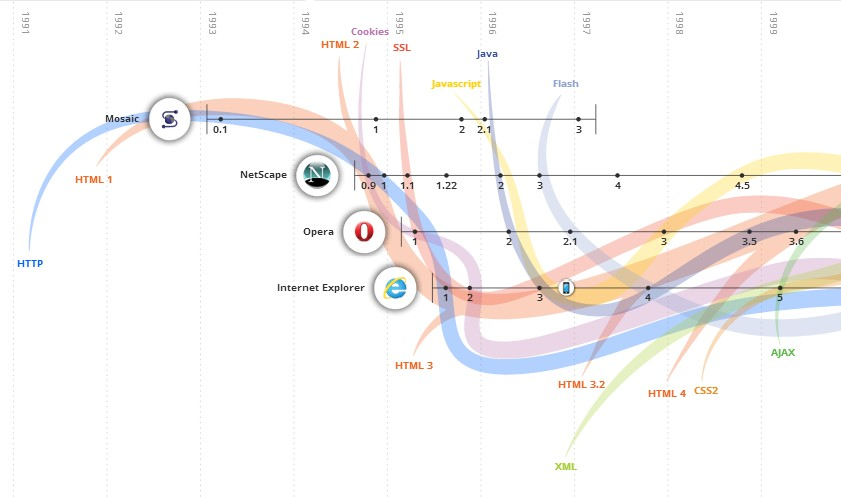 1991
1992
1993
1994
1995
1996
1997
1998
1999
Cookies
HTML 2
SSL
Java
Javascript
Flash
Mosaic
0.1
1
2
2.1
3
HTML 1
NetScape
N
0.9
1
1.1
1.22
2
3
4
4.5
Opera
1
2
2.1
3
3.5
3.6
HTTP
Internet Explorer
1
2
3
4
5
HTML 3
AJAX
HTML 3.2
HTML 4
CSS2
XML